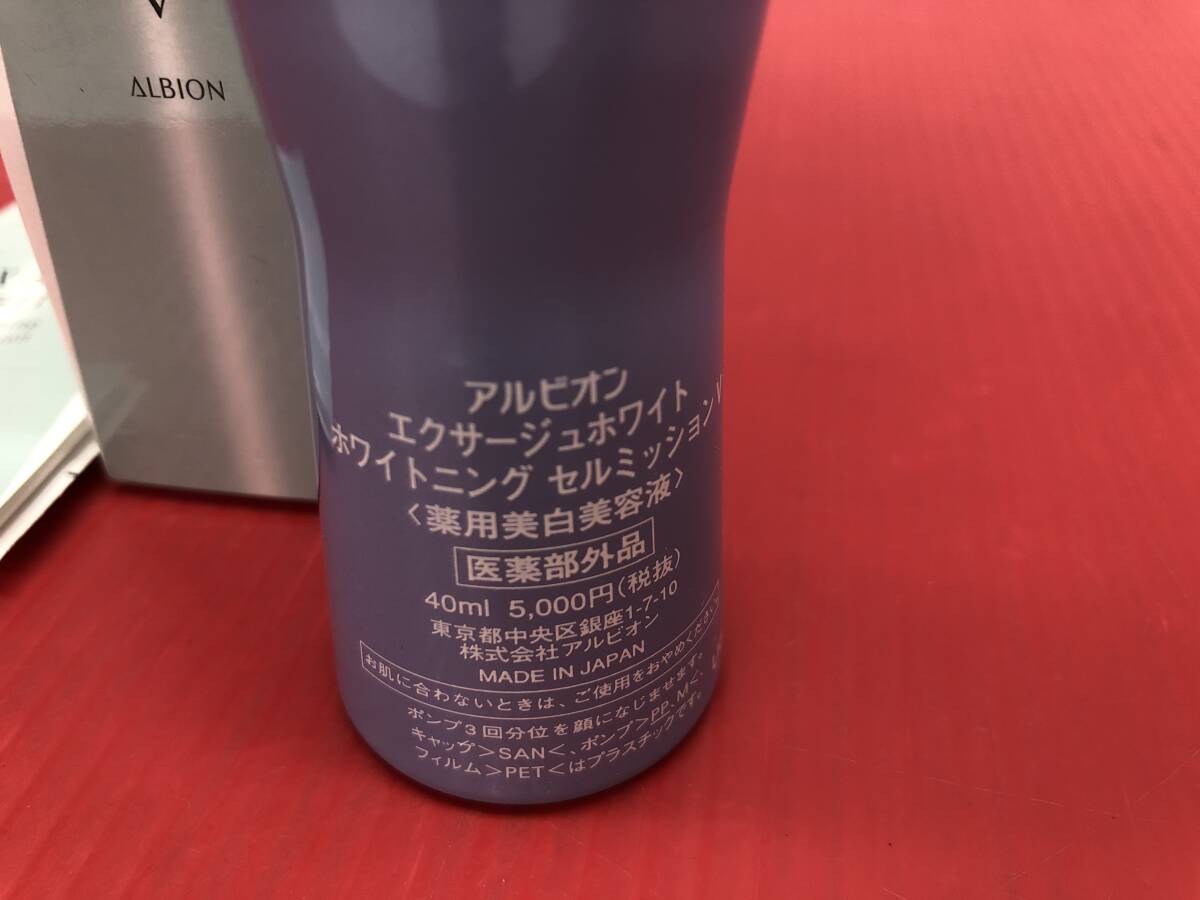 V
ALBION
アルビオン
エクサージュホワイト
ホワイトニング セルミッション V
〈薬用美白美容液〉
医薬部外品
40ml 5,000円(税抜)
東京都中央区銀座1-7-10
株式会社アルビオン
MADE IN JAPAN
お肌に合わないときは、ご使用をおやめください
ポンプ3回分位を顔になじませます。
キャップ>SAN<、ポンプ>PP、M<、
フィルム>PET<はプラスチックです。